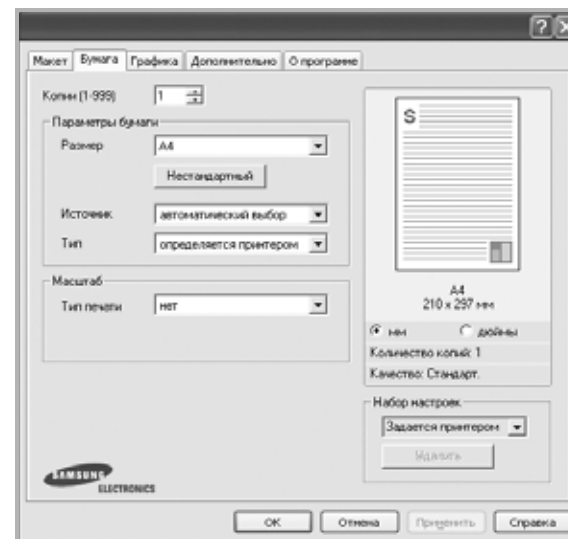 Макет Бумага Графика Дополнительно О программе
Копии (1-999) 1
Параметры бумаги
Размер A4
Нестандартный
Источник автоматический выбор
Тип определяется принтером
Масштаб
Тип печати нет
S
A4
210 x 297 мм
мм дюймы
Количество копий: 1
Качество: Стандарт.
Набор настроек
Задается принтером
Удалить
SAMSUNG
ELECTRONICS
OK Отмена Применить Справка